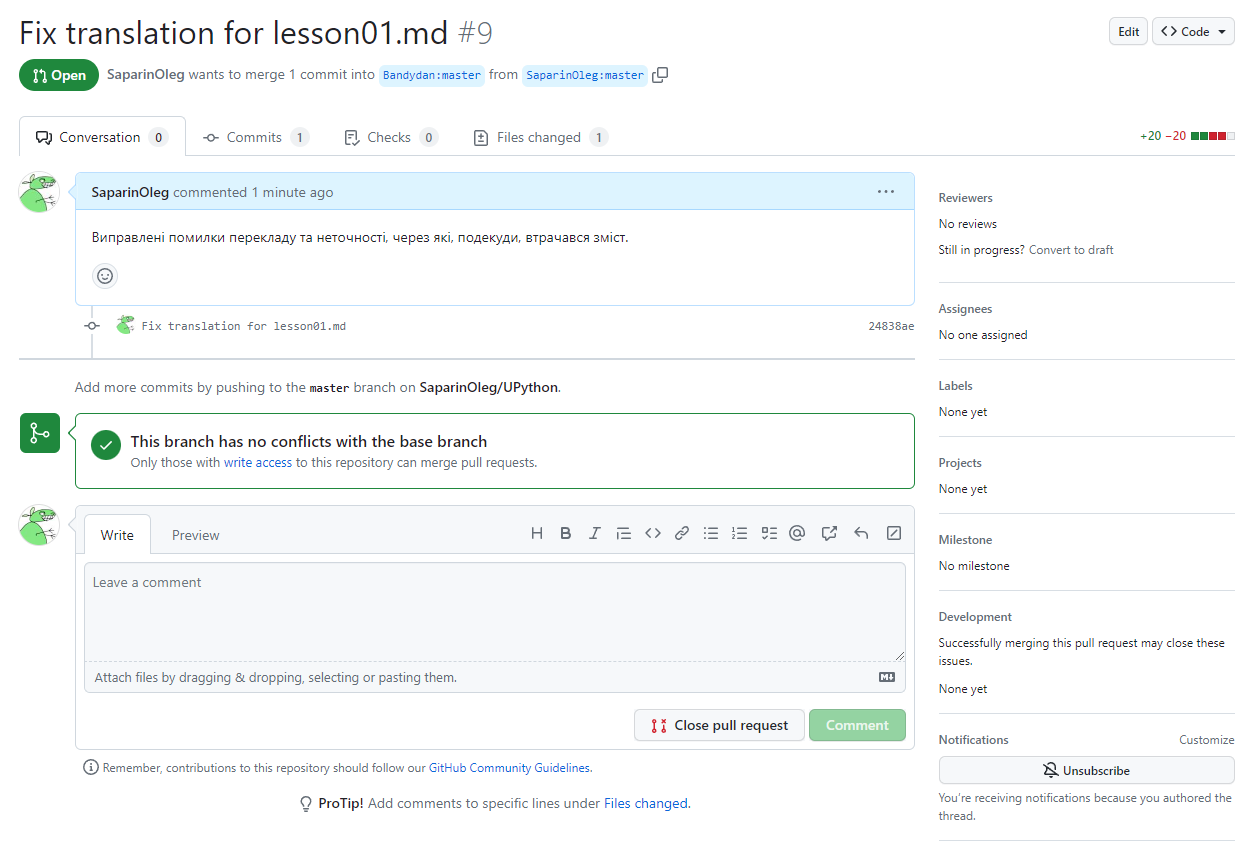 Fix translation for lesson01.md #9
Edit
Code
Open
SaparinOleg wants to merge 1 commit into Bandydan:master from SaparinOleg:master
Conversation 0
Commits 1
Checks 0
Files changed 1
+20 −20
SaparinOleg commented 1 minute ago
Виправлені помилки перекладу та неточності, через які, подекуди, втрачався зміст.
Fix translation for lesson01.md
24838ae
Add more commits by pushing to the master branch on SaparinOleg/UPython.
This branch has no conflicts with the base branch
Only those with write access to this repository can merge pull requests.
Write
Preview
Leave a comment
Attach files by dragging & dropping, selecting or pasting them.
Close pull request
Comment
Remember, contributions to this repository should follow our GitHub Community Guidelines.
ProTip! Add comments to specific lines under Files changed.
Reviewers
No reviews
Still in progress? Convert to draft
Assignees
No one assigned
Labels
None yet
Projects
None yet
Milestone
No milestone
Development
Successfully merging this pull request may close these
issues.
None yet
Notifications
Customize
Unsubscribe
You're receiving notifications because you authored the
thread.